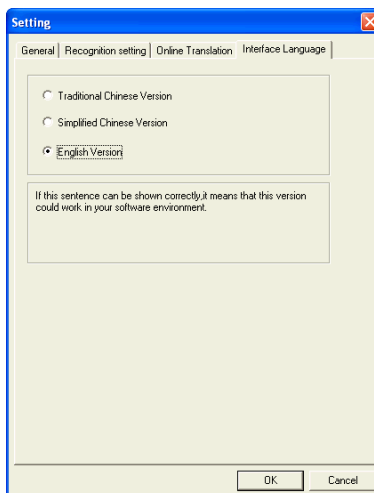 Setting
General Recognition setting Online Translation Interface Language
Traditional Chinese Version
Simplified Chinese Version
English Version
If this sentence can be shown correctly,it means that this version
could work in your software environment.
OK Cancel